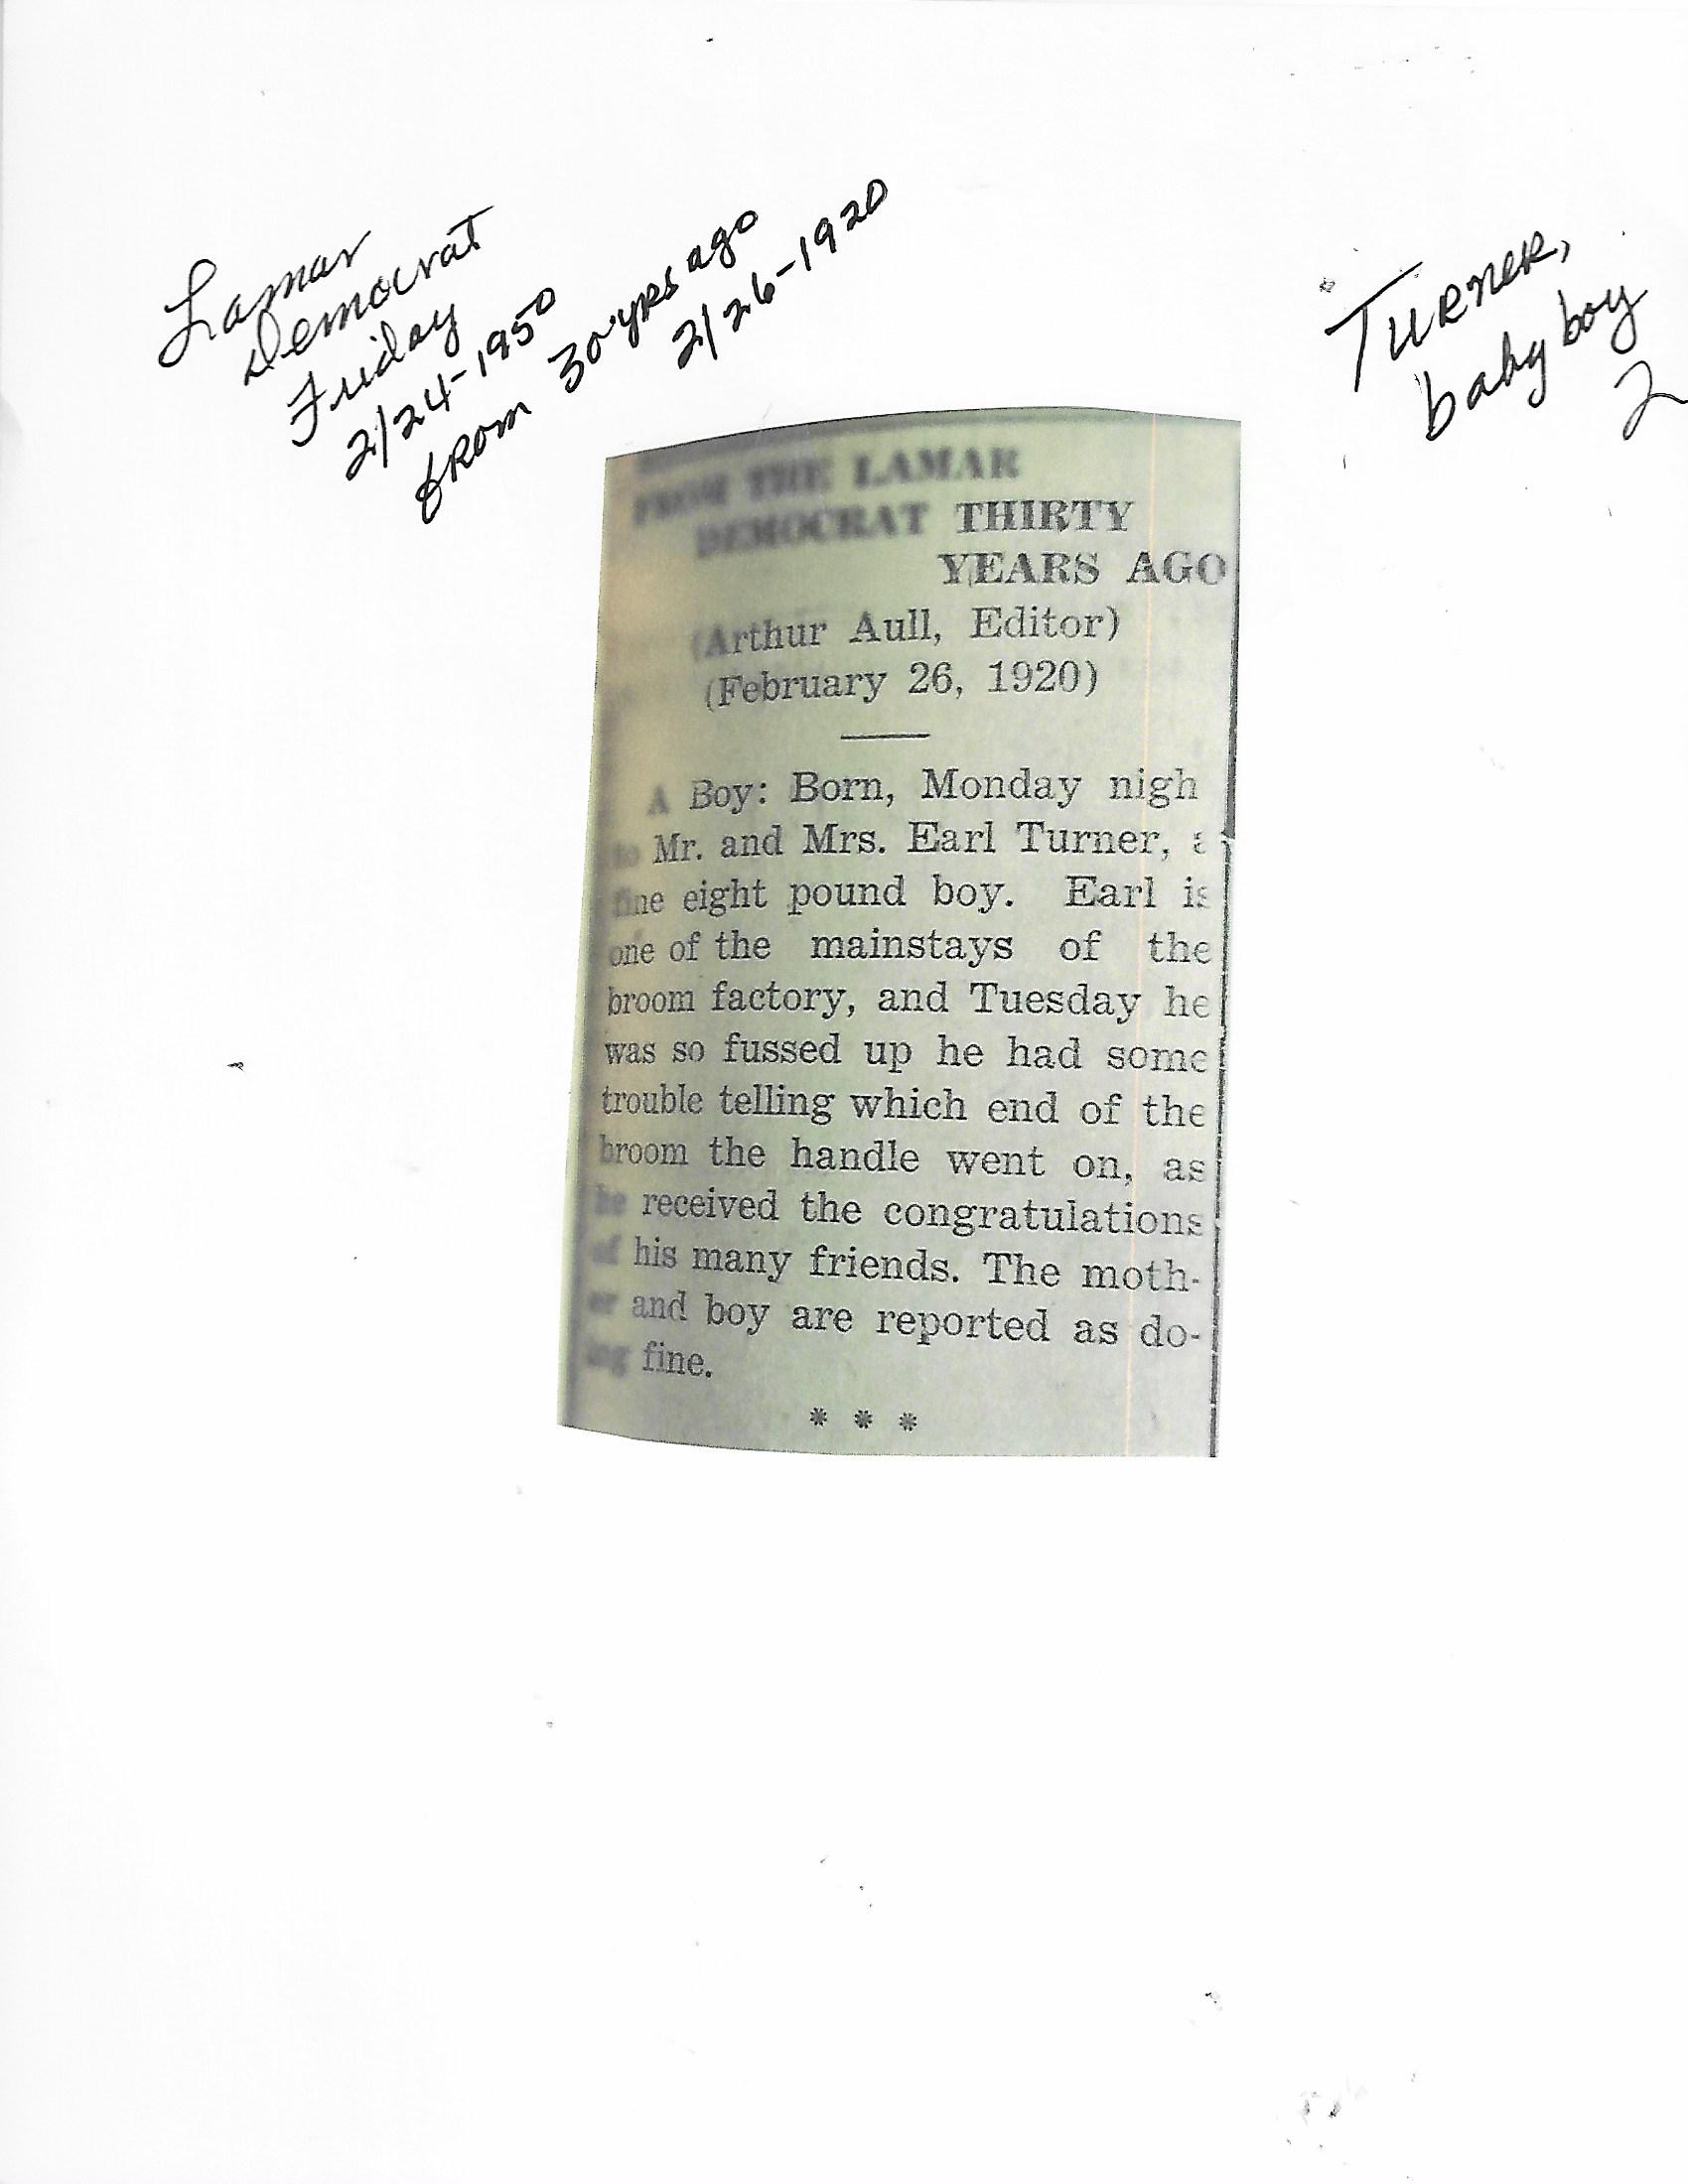 Lamar
Democrat
Friday
2/24-1950
from 30 yrs ago
2/26-1920
Turner,
baby boy
2
FROM THE LAMAR
DEMOCRAT THIRTY
YEARS AGO
(Arthur Aull, Editor)
(February 26, 1920)
A Boy: Born, Monday nigh
to Mr. and Mrs. Earl Turner, a
fine eight pound boy. Earl is
one of the mainstays of the
broom factory, and Tuesday he
was so fussed up he had some
trouble telling which end of the
broom the handle went on, as
he received the congratulations
of his many friends. The moth-
er and boy are reported as do-
ing fine.
* * *